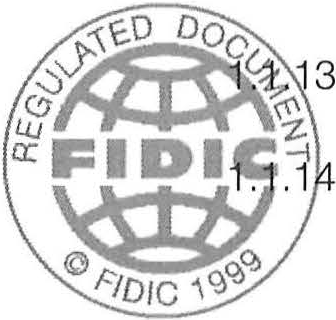 REGULATED DOCUMENT
1.1.13
FIDIC
1.1.14
© FIDIC 1999